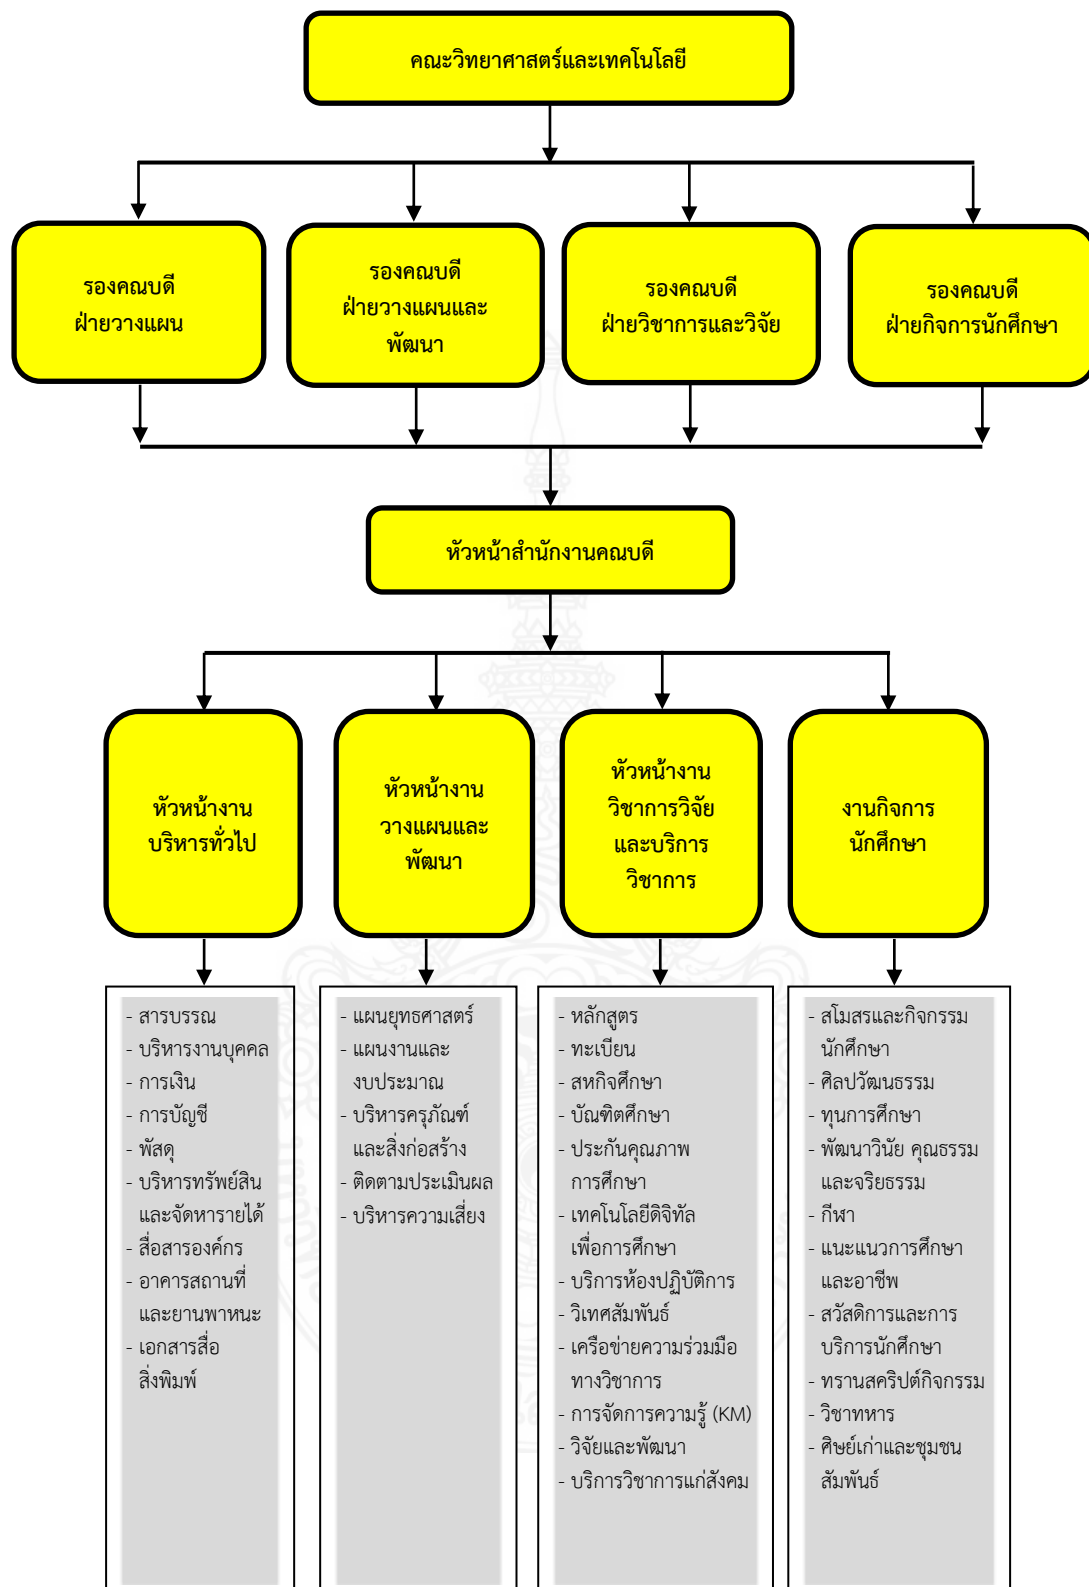 คณะวิทยาศาสตร์และเทคโนโลยี
รองคณบดี
ฝ่ายวางแผน
รองคณบดี
ฝ่ายวางแผนและ
พัฒนา
รองคณบดี
ฝ่ายวิชาการและวิจัย
รองคณบดี
ฝ่ายกิจการนักศึกษา
หัวหน้าสำนักงานคณบดี
หัวหน้างาน
บริหารทั่วไป
หัวหน้างาน
วางแผนและ
พัฒนา
หัวหน้างาน
วิชาการวิจัย
และบริการ
วิชาการ
งานกิจการ
นักศึกษา
- สารบรรณ
- บริหารงานบุคคล
- การเงิน
- การบัญชี
- พัสดุ
- บริหารทรัพย์สิน
และจัดหารายได้
- สื่อสารองค์กร
- อาคารสถานที่
และยานพาหนะ
- เอกสารสื่อ
สิ่งพิมพ์
- แผนยุทธศาสตร์
- แผนงานและ
งบประมาณ
- บริหารครุภัณฑ์
และสิ่งก่อสร้าง
- ติดตามประเมินผล
- บริหารความเสี่ยง
- หลักสูตร
- ทะเบียน
- สหกิจศึกษา
- บัณฑิตศึกษา
- ประกันคุณภาพ
การศึกษา
- เทคโนโลยีดิจิทัล
เพื่อการศึกษา
- บริการห้องปฏิบัติการ
- วิเทศสัมพันธ์
- เครือข่ายความร่วมมือ
ทางวิชาการ
- การจัดการความรู้ (KM)
- วิจัยและพัฒนา
- บริการวิชาการแก่สังคม
- สโมสรและกิจกรรม
นักศึกษา
- ศิลปวัฒนธรรม
- ทุนการศึกษา
- พัฒนาวินัย คุณธรรม
และจริยธรรม
- กีฬา
- แนะแนวการศึกษา
และอาชีพ
- สวัสดิการและการ
บริการนักศึกษา
- ทรานสคริปต์กิจกรรม
- วิชาทหาร
- ศิษย์เก่าและชุมชน
สัมพันธ์